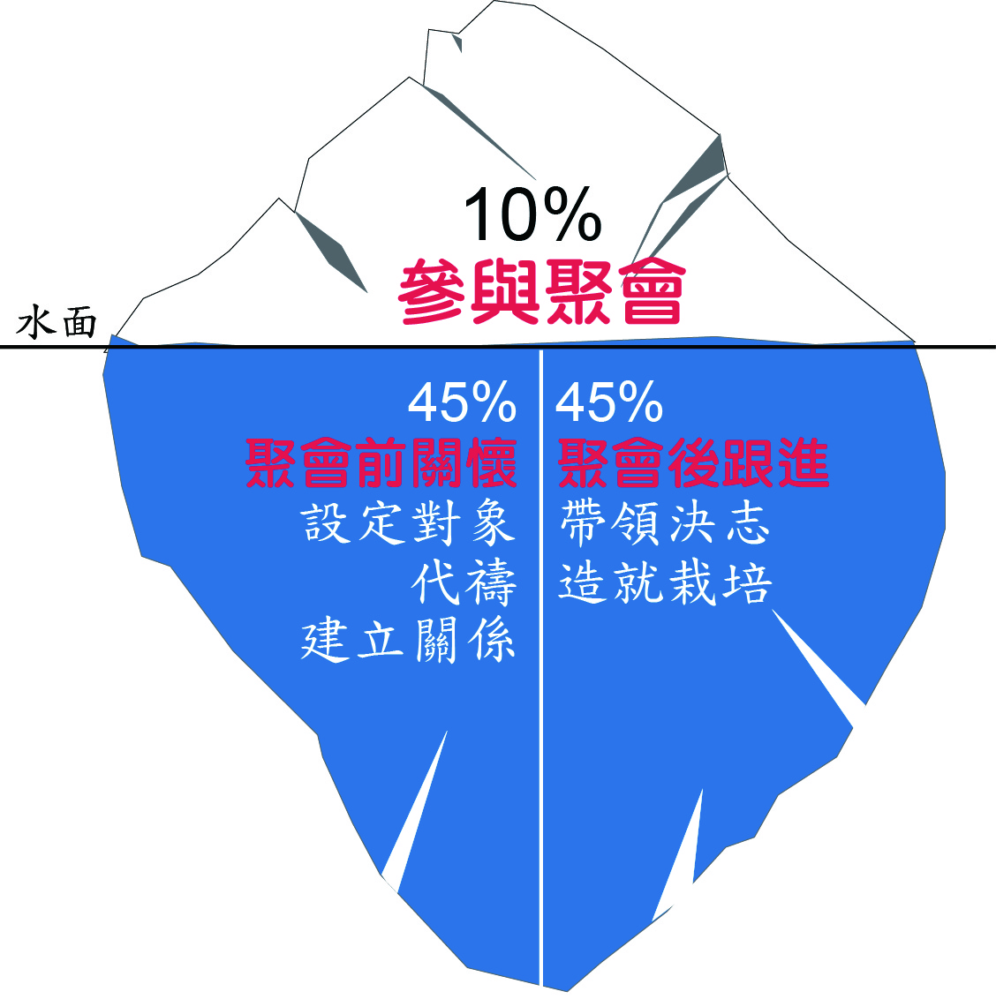 10%
參與聚會
水面
45%
聚會前關懷
設定對象
代禱
建立關係
45%
聚會後跟進
帶領決志
造就栽培